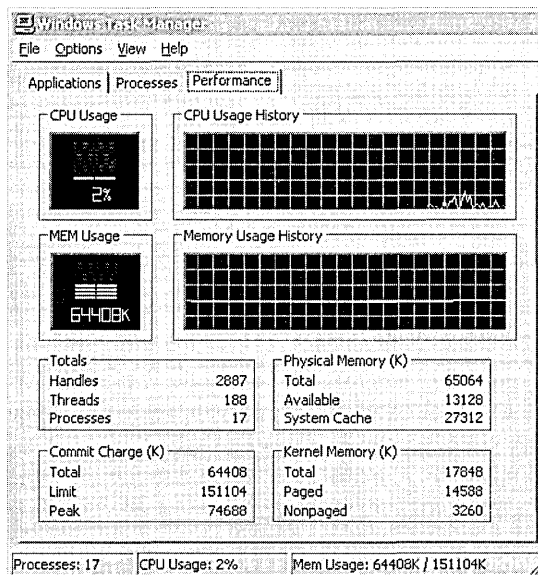 Windows Task Manager
File Options View Help
Applications Processes Performance
CPU Usage CPU Usage History
2%
MEM Usage Memory Usage History
64408K
Totals Physical Memory (K)
Handles 2887 Total 65064
Threads 188 Available 13128
Processes 17 System Cache 27312
Commit Charge (K) Kernel Memory (K)
Total 64408 Total 17848
Limit 151104 Paged 14588
Peak 74688 Nonpaged 3260
Processes: 17 CPU Usage: 2% Mem Usage: 64408K / 151104K